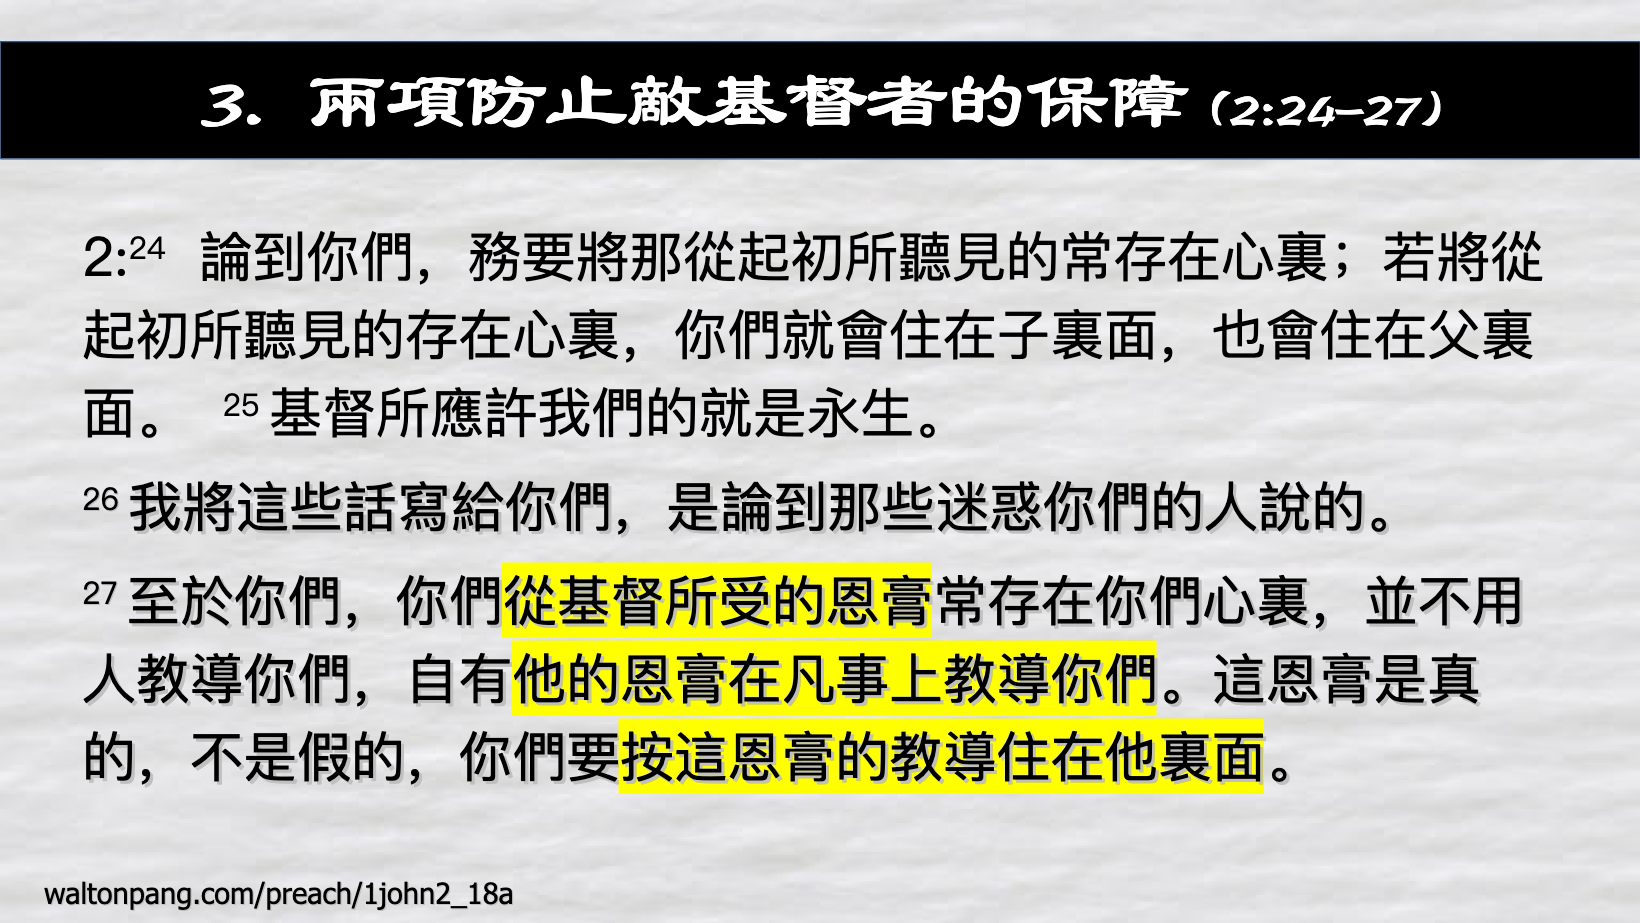 3. 兩項防止敵基督者的保障（2:24–27）
2:24 論到你們，務要將那從起初所聽見的常存在心裏；若將從
起初所聽見的存在心裏，你們就會住在子裏面，也會住在父裏
面。 25 基督所應許我們的就是永生。
26 我將這些話寫給你們，是論到那些迷惑你們的人說的。
27 至於你們，你們從基督所受的恩膏常存在你們心裏，並不用
人教導你們，自有他的恩膏在凡事上教導你們。這恩膏是真
的，不是假的，你們要按這恩膏的教導住在他裏面。
waltonpang.com/preach/1john2_18a